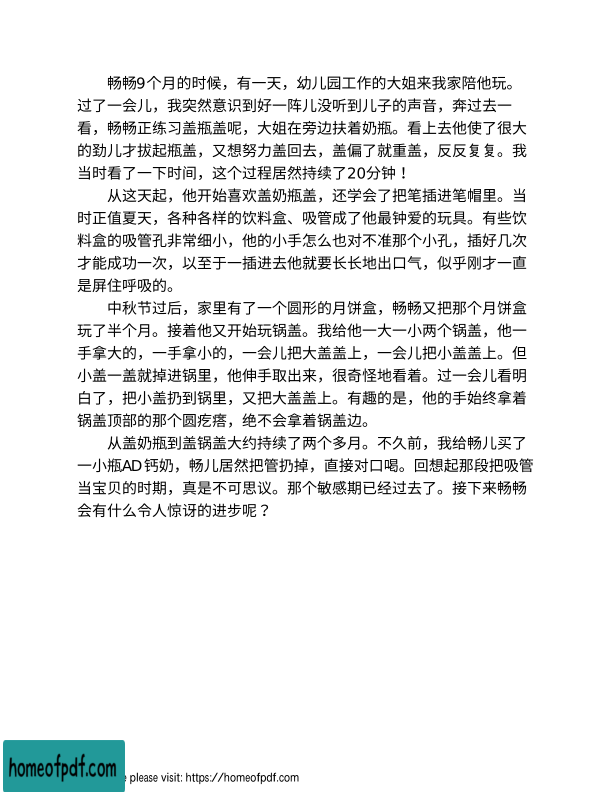 畅畅9个月的时候，有一天，幼儿园工作的大姐来我家陪他玩。
过了一会儿，我突然意识到好一阵儿没听到儿子的声音，奔过去一
看，畅畅正练习盖瓶盖呢，大姐在旁边扶着奶瓶。看上去他使了很大
的劲儿才拔起瓶盖，又想努力盖回去，盖偏了就重盖，反反复复。我
当时看了一下时间，这个过程居然持续了20分钟！
从这天起，他开始喜欢盖奶瓶盖，还学会了把笔插进笔帽里。当
时正值夏天，各种各样的饮料盒、吸管成了他最钟爱的玩具。有些饮
料盒的吸管孔非常细小，他的小手怎么也对不准那个小孔，插好几次
才能成功一次，以至于一插进去他就要长长地出口气，似乎刚才一直
是屏住呼吸的。
中秋节过后，家里有了一个圆形的月饼盒，畅畅又把那个月饼盒
玩了半个月。接着他又开始玩锅盖。我给他一大一小两个锅盖，他一
手拿大的，一手拿小的，一会儿把大盖盖上，一会儿把小盖盖上。但
小盖一盖就掉进锅里，他伸手取出来，很奇怪地看着。过一会儿看明
白了，把小盖扔到锅里，又把大盖盖上。有趣的是，他的手始终拿着
锅盖顶部的那个圆疙瘩，绝不会拿着锅盖边。
从盖奶瓶到盖锅盖大约持续了两个多月。不久前，我给畅儿买了
一小瓶AD钙奶，畅儿居然把管扔掉，直接对口喝。回想起那段把吸管
当宝贝的时期，真是不可思议。那个敏感期已经过去了。接下来畅畅
会有什么令人惊讶的进步呢？
homeofpdf.com
e please visit: https://homeofpdf.com